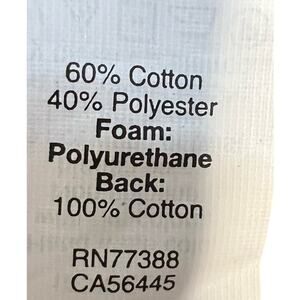 60% Cotton
40% Polyester
Foam:
Polyurethane
Back:
100% Cotton
RN77388
CA56445